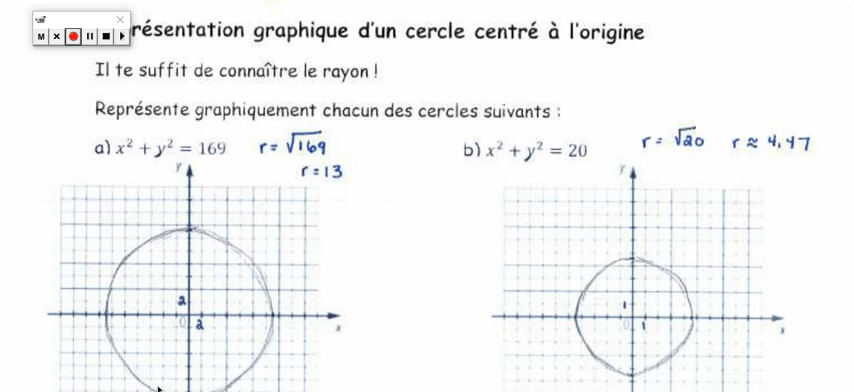 résentation graphique d'un cercle centré à l'origine
Il te suffit de connaître le rayon !
Représente graphiquement chacun des cercles suivants :
a) x² + y² = 169 r = √169
r = 13
b) x² + y² = 20 r = √20 r ≈ 4,47
y
2
0 2
x
y
1
0 1
x
M